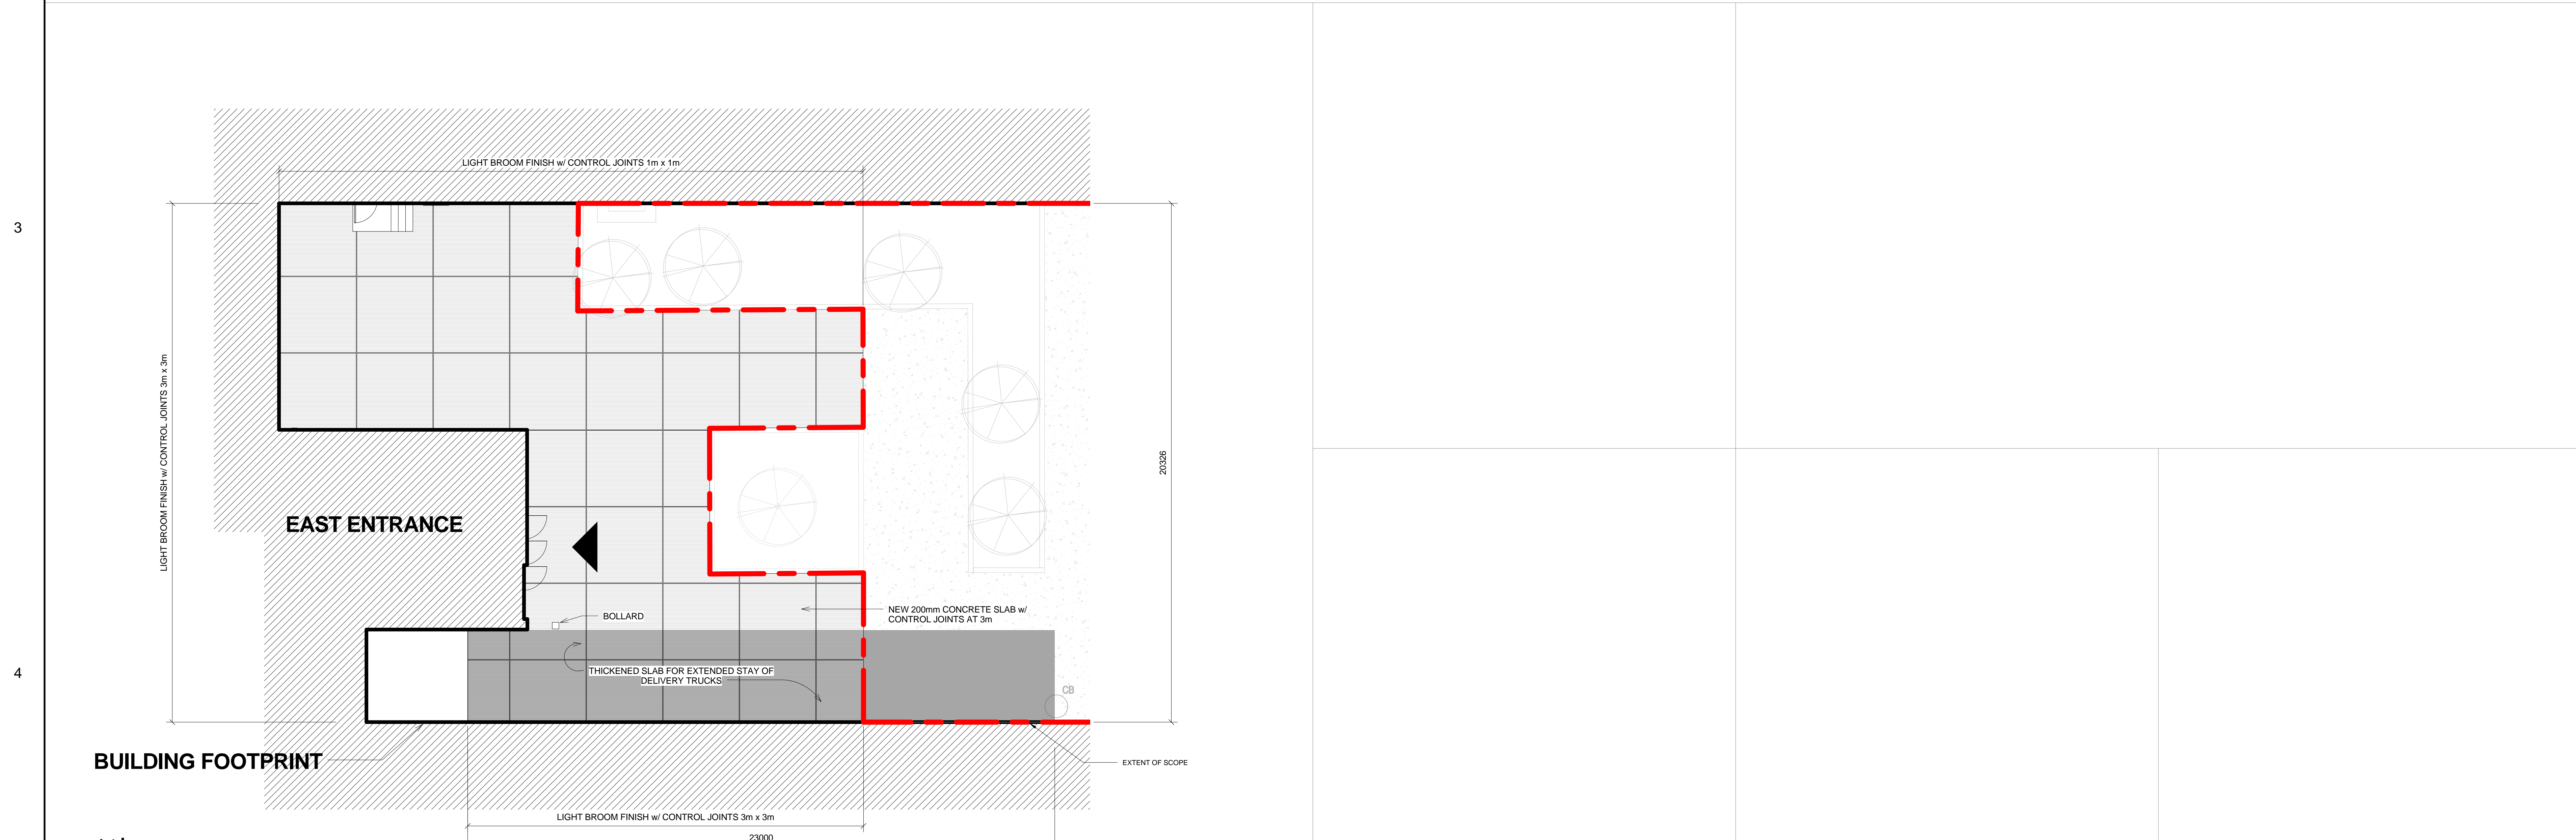 LIGHT BROOM FINISH w/ CONTROL JOINTS 1m x 1m
3
LIGHT BROOM FINISH w/ CONTROL JOINTS 3m x 3m
20326
EAST ENTRANCE
NEW 200mm CONCRETE SLAB w/
CONTROL JOINTS AT 3m
BOLLARD
4
THICKENED SLAB FOR EXTENDED STAY OF
DELIVERY TRUCKS
CB
BUILDING FOOTPRINT
EXTENT OF SCOPE
LIGHT BROOM FINISH w/ CONTROL JOINTS 3m x 3m
23000